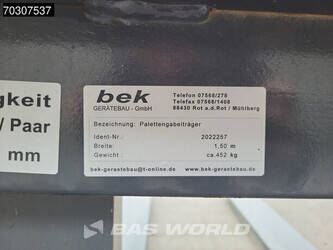 70307537
gkeit
/ Paar
mm
bek
GERÄTEBAU - GMBH
Telefon 07568/278
Telefax 07568/1408
88430 Rot a.d.Rot / Mühlberg
Bezeichnung: Palettengabelträger
Ident-Nr.: 2022257
Breite: 1,50 m
Gewicht : ca.452 kg
bek-geraetebau@t-online.de
www.bek-geraetebau.de
BAS WORLD